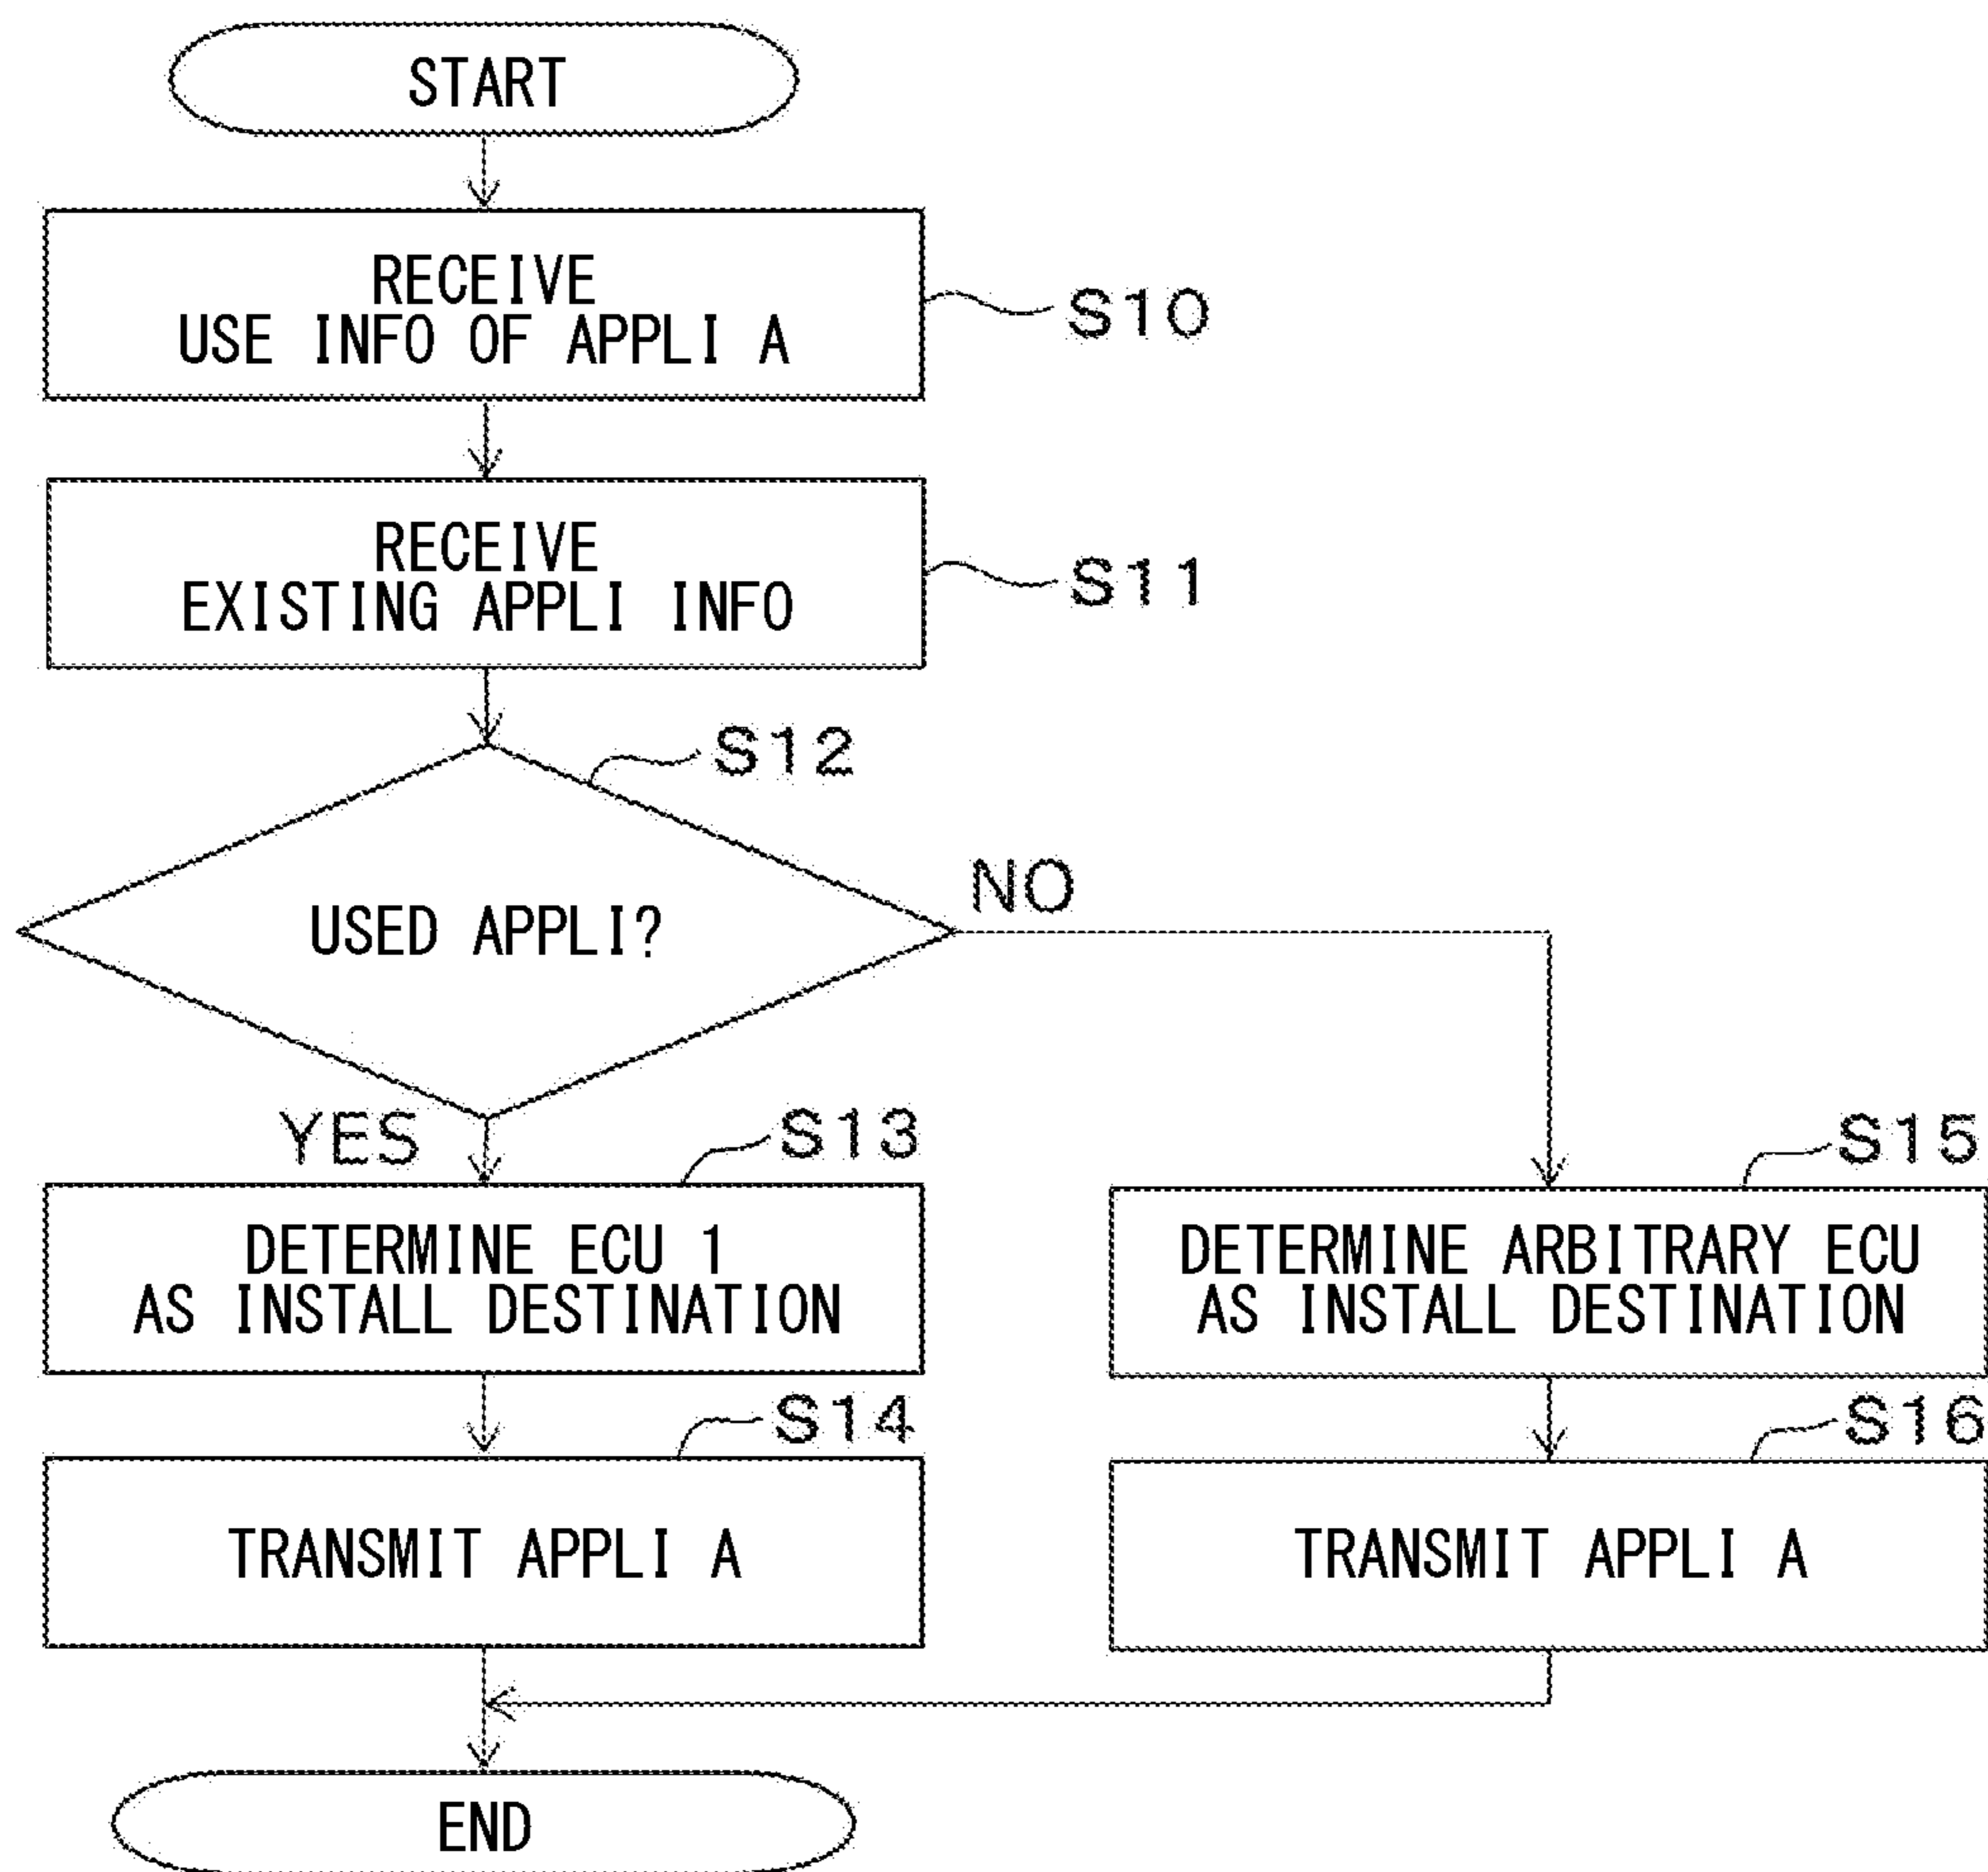 START
RECEIVE
USE INFO OF APPLI A
S10
RECEIVE
EXISTING APPLI INFO
S11
S12
USED APPLI?
NO
YES
S13
DETERMINE ECU 1
AS INSTALL DESTINATION
S15
DETERMINE ARBITRARY ECU
AS INSTALL DESTINATION
S14
TRANSMIT APPLI A
S16
TRANSMIT APPLI A
END